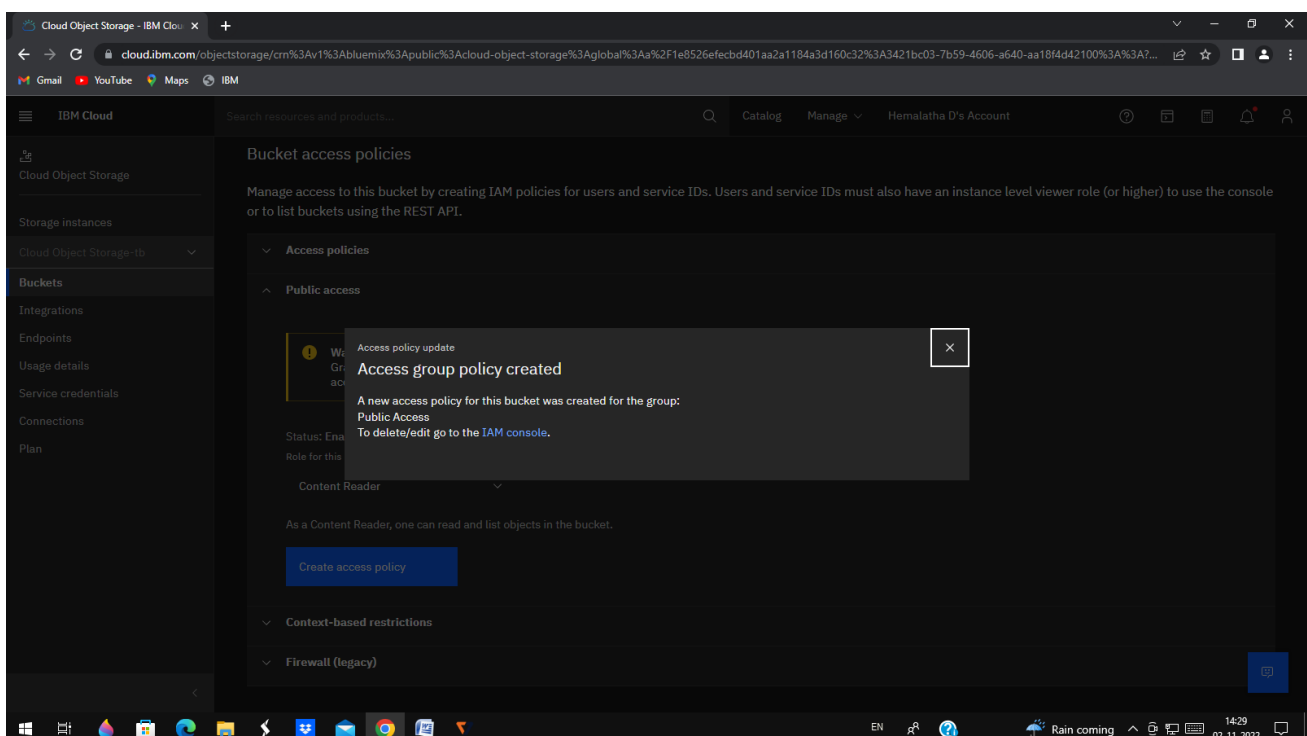 Cloud Object Storage - IBM Clou
cloud.ibm.com/objectstorage/crn%3Av1%3Abluemix%3Apublic%3Acloud-object-storage%3Aglobal%3Aa%2F1e8526efecbd401aa2a1184a3d160c32%3A3421bc03-7b59-4606-a640-aa18f4d42100%3A%3A?...
Gmail YouTube Maps IBM
IBM Cloud Search resources and products... Catalog Manage Hemalatha D's Account
Cloud Object Storage
Storage instances
Cloud Object Storage-tb
Buckets
Integrations
Endpoints
Usage details
Service credentials
Connections
Plan
Bucket access policies
Manage access to this bucket by creating IAM policies for users and service IDs. Users and service IDs must also have an instance level viewer role (or higher) to use the console
or to list buckets using the REST API.
Access policies
Public access
Access policy update
Access group policy created
A new access policy for this bucket was created for the group:
Public Access
To delete/edit go to the IAM console.
Status: Ena
Role for this
Content Reader
As a Content Reader, one can read and list objects in the bucket.
Create access policy
Context-based restrictions
Firewall (legacy)
EN Rain coming 14:29